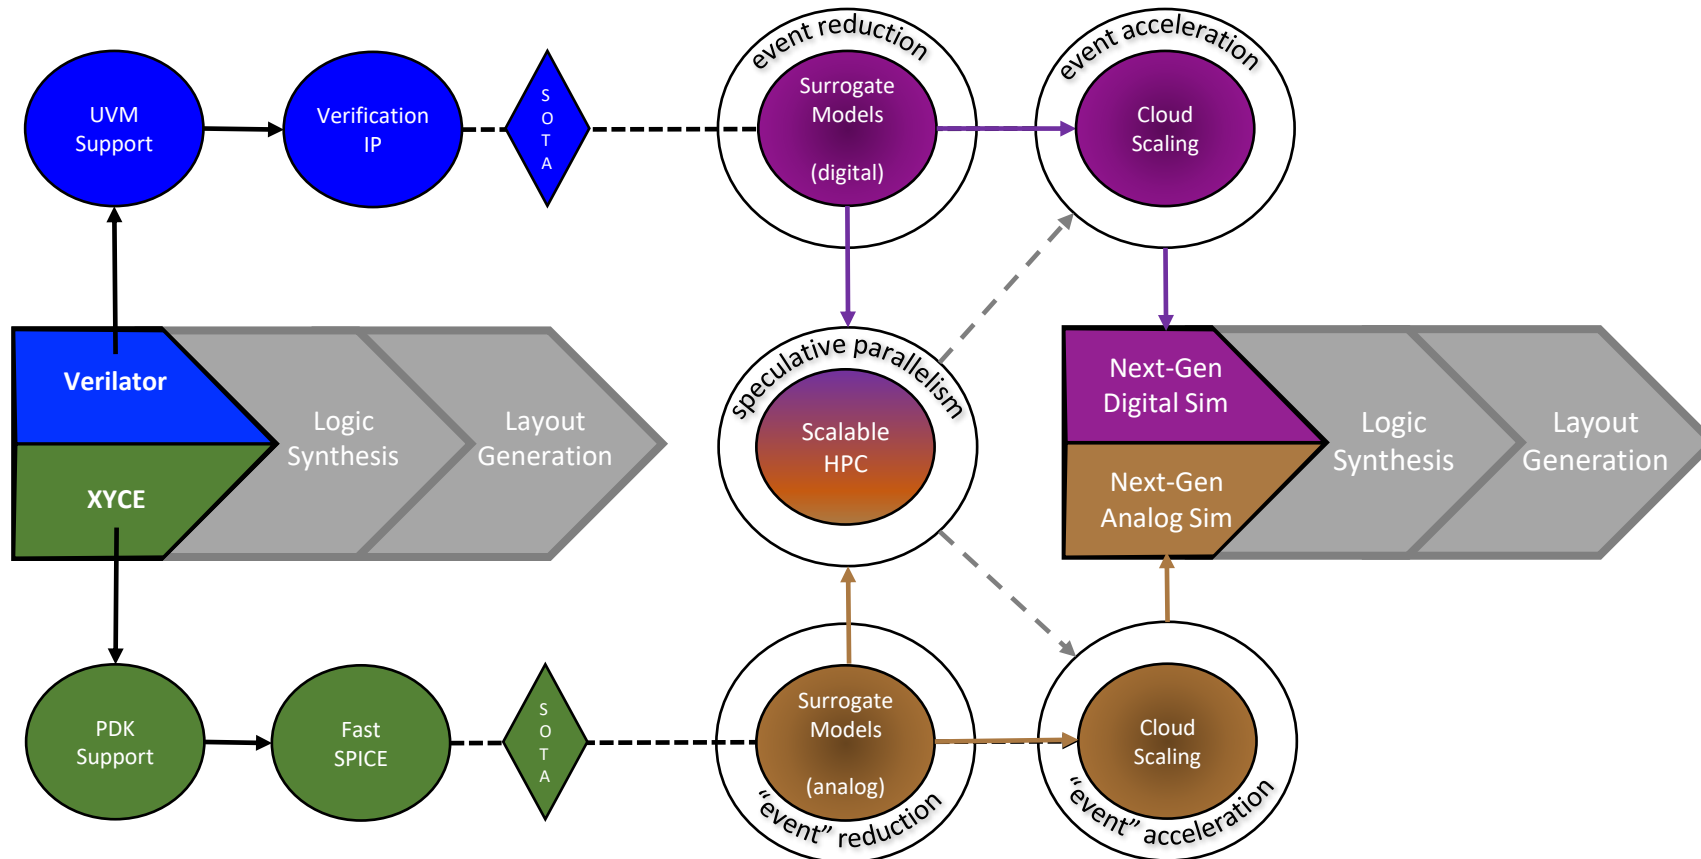 event reduction
event acceleration
UVM
Support
Verification
IP
S
O
T
A
Surrogate
Models
(digital)
Cloud
Scaling
Verilator
XYCE
Logic
Synthesis
Layout
Generation
speculative parallelism
Scalable
HPC
Next-Gen
Digital Sim
Next-Gen
Analog Sim
Logic
Synthesis
Layout
Generation
PDK
Support
Fast
SPICE
S
O
T
A
Surrogate
Models
(analog)
“event” reduction
Cloud
Scaling
“event” acceleration